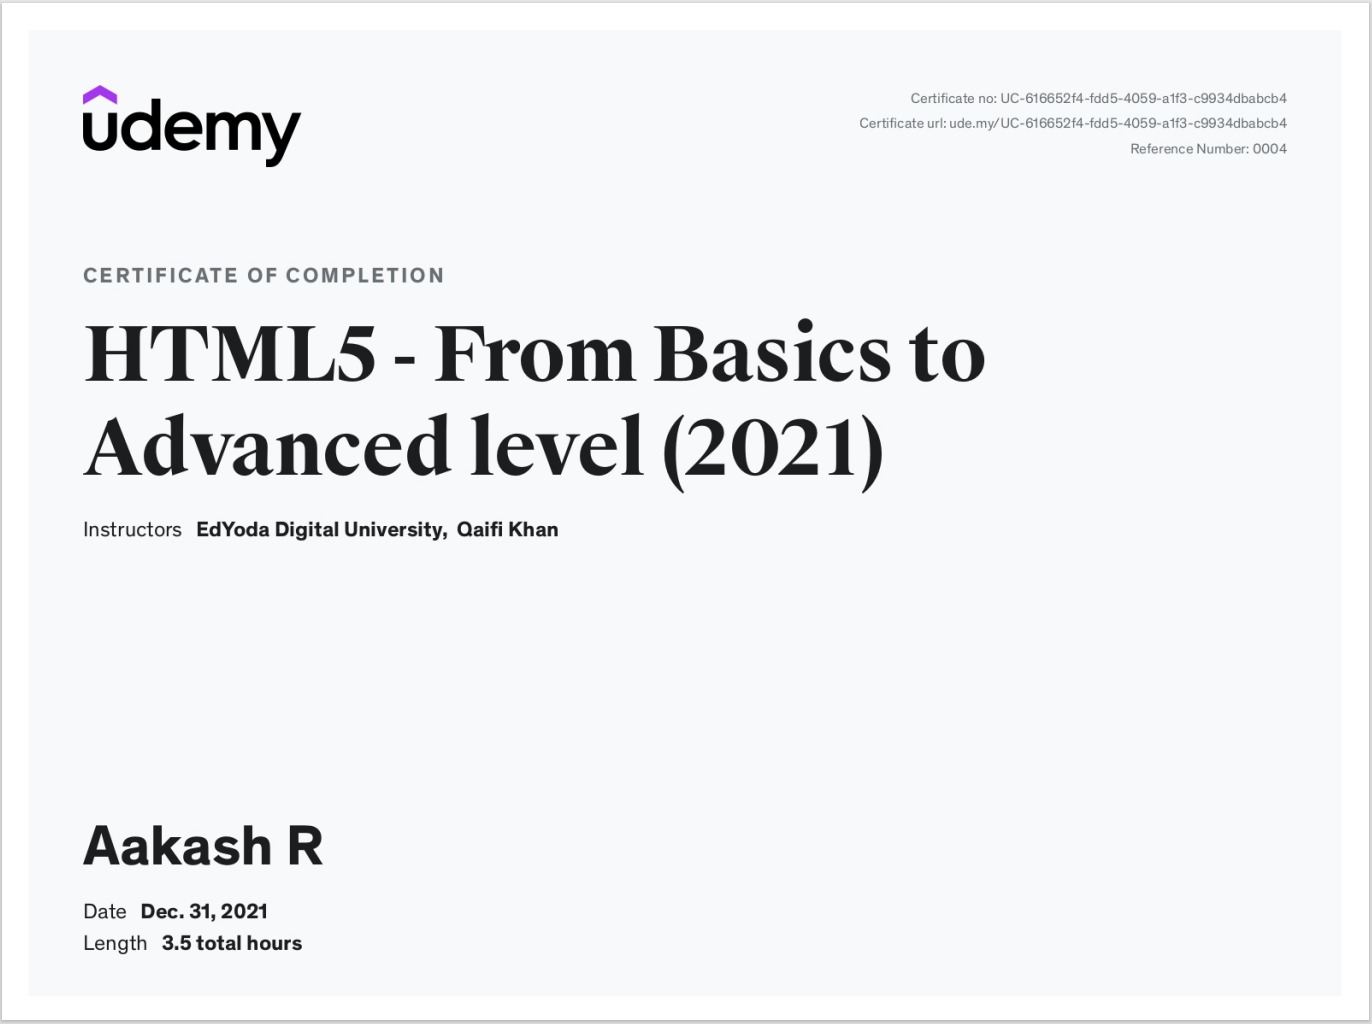 udemy
Certificate no: UC-616652f4-fdd5-4059-a1f3-c9934dbabcb4
Certificate url: ude.my/UC-616652f4-fdd5-4059-a1f3-c9934dbabcb4
Reference Number: 0004
CERTIFICATE OF COMPLETION
HTML5 - From Basics to
Advanced level (2021)
Instructors EdYoda Digital University, Qaifi Khan
Aakash R
Date Dec. 31, 2021
Length 3.5 total hours